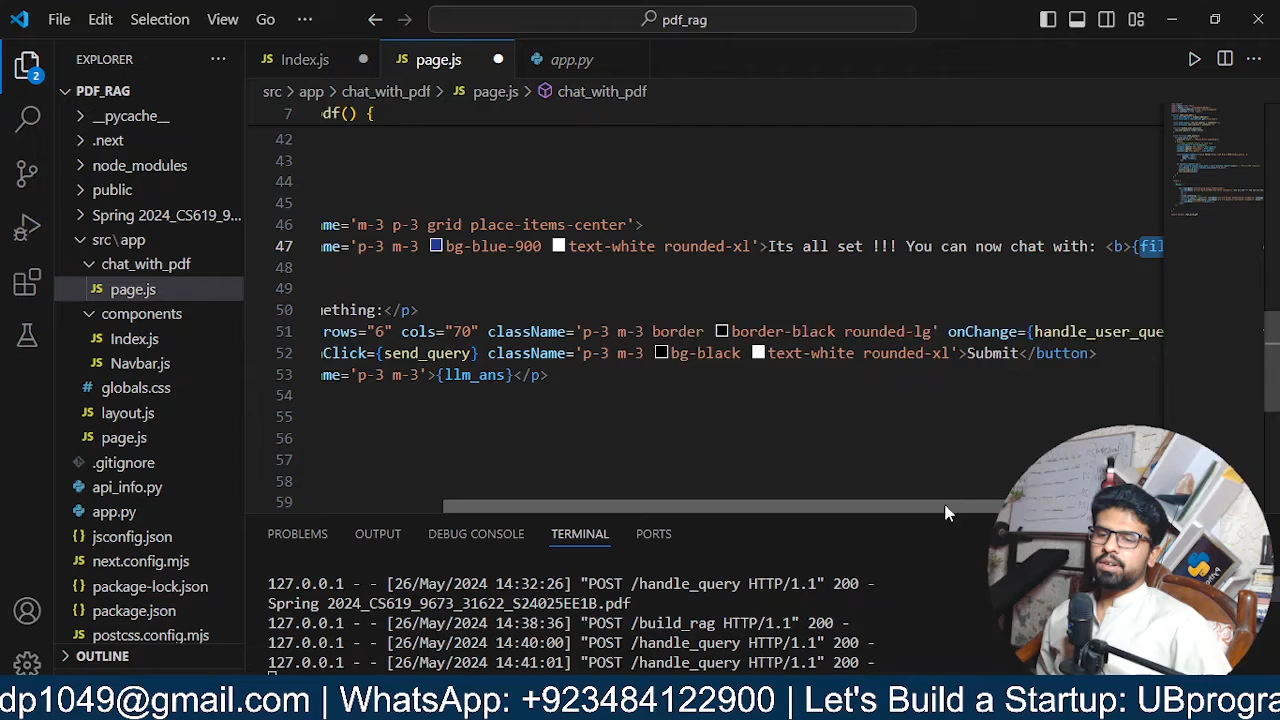 File Edit Selection View Go ··· pdf_rag
EXPLORER ···
JS Index.js
JS page.js
app.py
PDF_RAG
src > app > chat_with_pdf > JS page.js > chat_with_pdf
__pycache__
.next
node_modules
public
Spring 2024_CS619_9...
src\app
chat_with_pdf
JS page.js
components
JS Index.js
JS Navbar.js
globals.css
JS layout.js
JS page.js
.gitignore
api_info.py
app.py
jsconfig.json
next.config.mjs
package-lock.json
package.json
postcss.config.mjs
OUTLINE
2
7 df() {
42
43
44
45
46 me='m-3 p-3 grid place-items-center'>
47 me='p-3 m-3 bg-blue-900 text-white rounded-xl'>Its all set !!! You can now chat with: <b>{fil
48
49
50 mething:</p>
51 rows="6" cols="70" className='p-3 m-3 border border-black rounded-lg' onChange={handle_user_que
52 Click={send_query} className='p-3 m-3 bg-black text-white rounded-xl'>Submit</button>
53 me='p-3 m-3'>{llm_ans}</p>
54
55
56
57
58
59
PROBLEMS OUTPUT DEBUG CONSOLE TERMINAL PORTS
127.0.0.1 - - [26/May/2024 14:32:26] "POST /handle_query HTTP/1.1" 200 -
Spring 2024_CS619_9673_31622_S24025EE1B.pdf
127.0.0.1 - - [26/May/2024 14:38:36] "POST /build_rag HTTP/1.1" 200 -
127.0.0.1 - - [26/May/2024 14:40:00] "POST /handle_query HTTP/1.1" 200 -
127.0.0.1 - - [26/May/2024 14:41:01] "POST /handle_query HTTP/1.1" 200 -
dp1049@gmail.com | WhatsApp: +923484122900 | Let's Build a Startup: UBprogra